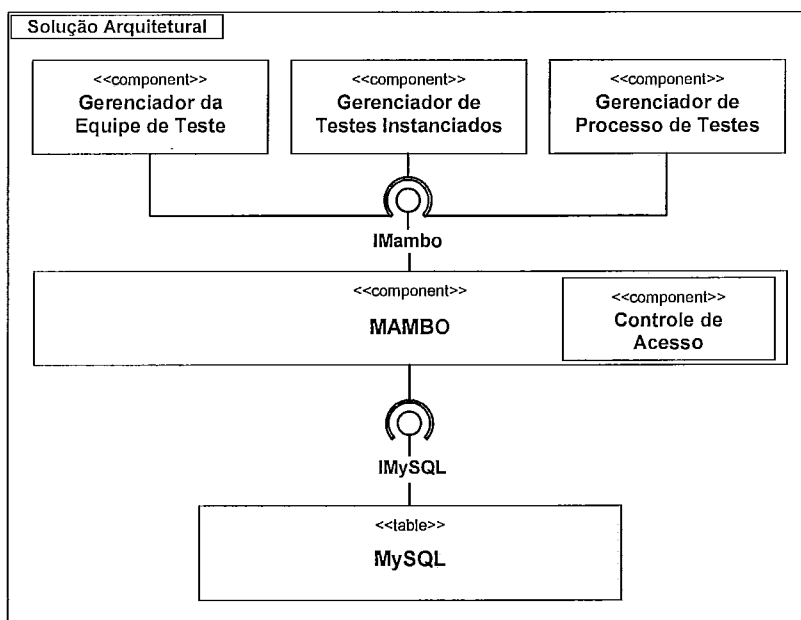 Solução Arquitetural
<<component>>
Gerenciador da
Equipe de Teste
<<component>>
Gerenciador de
Testes Instanciados
<<component>>
Gerenciador de
Processo de Testes
IMambo
<<component>>
MAMBO
<<component>>
Controle de
Acesso
IMySQL
<<table>>
MySQL